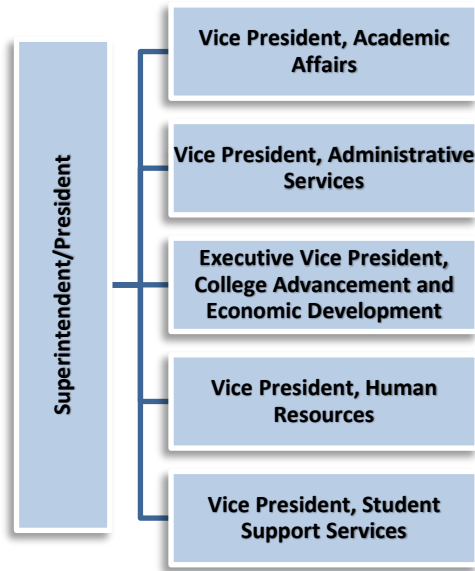 Superintendent/President
Vice President, Academic
Affairs
Vice President, Administrative
Services
Executive Vice President,
College Advancement and
Economic Development
Vice President, Human
Resources
Vice President, Student
Support Services